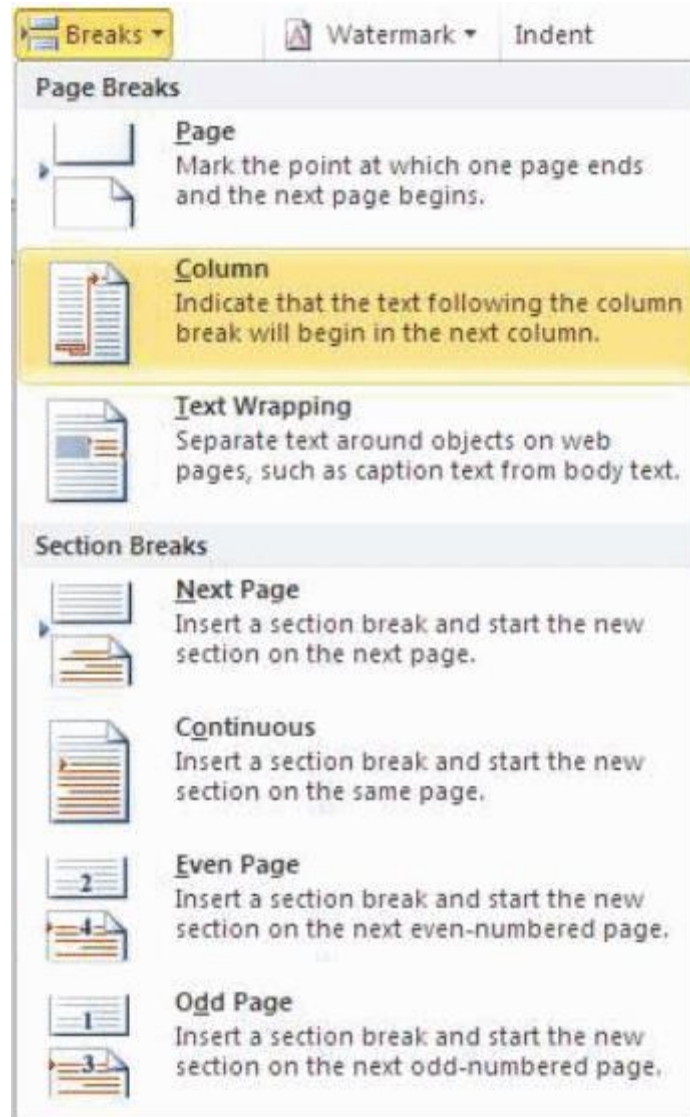 Breaks Watermark Indent
Page Breaks
Page
Mark the point at which one page ends
and the next page begins.
Column
Indicate that the text following the column
break will begin in the next column.
Text Wrapping
Separate text around objects on web
pages, such as caption text from body text.
Section Breaks
Next Page
Insert a section break and start the new
section on the next page.
Continuous
Insert a section break and start the new
section on the same page.
2
4
Even Page
Insert a section break and start the new
section on the next even-numbered page.
1
3
Odd Page
Insert a section break and start the new
section on the next odd-numbered page.